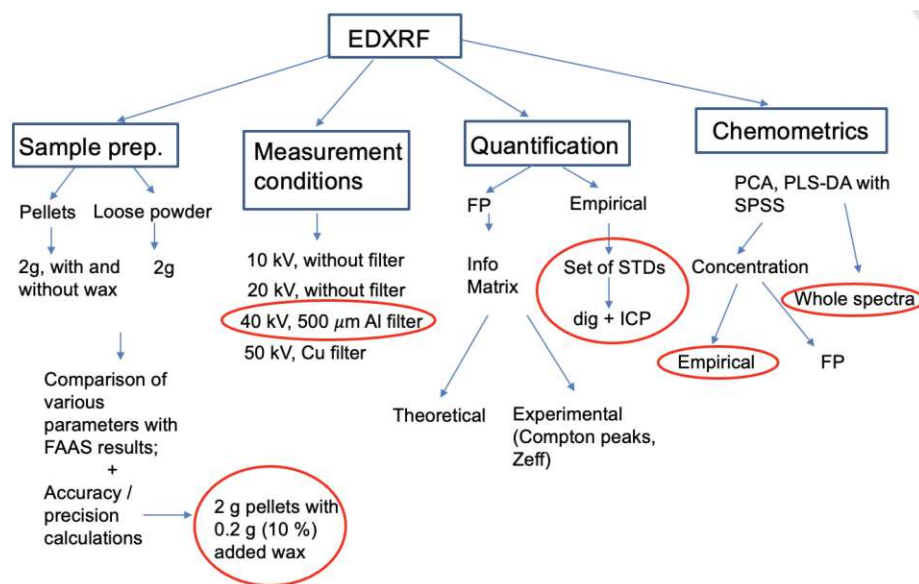 EDXRF
Sample prep.
Pellets
Loose powder
2g, with and
without wax
2g
Comparison of
various
parameters with
FAAS results;
+
Accuracy /
precision
calculations
2 g pellets with
0.2 g (10 %)
added wax
Measurement
conditions
10 kV, without filter
20 kV, without filter
40 kV, 500 μm Al filter
50 kV, Cu filter
Quantification
FP
Empirical
Info
Matrix
Set of STDs
dig + ICP
Theoretical
Experimental
(Compton peaks,
Zeff)
Chemometrics
PCA, PLS-DA with
SPSS
Concentration
Whole spectra
Empirical
FP